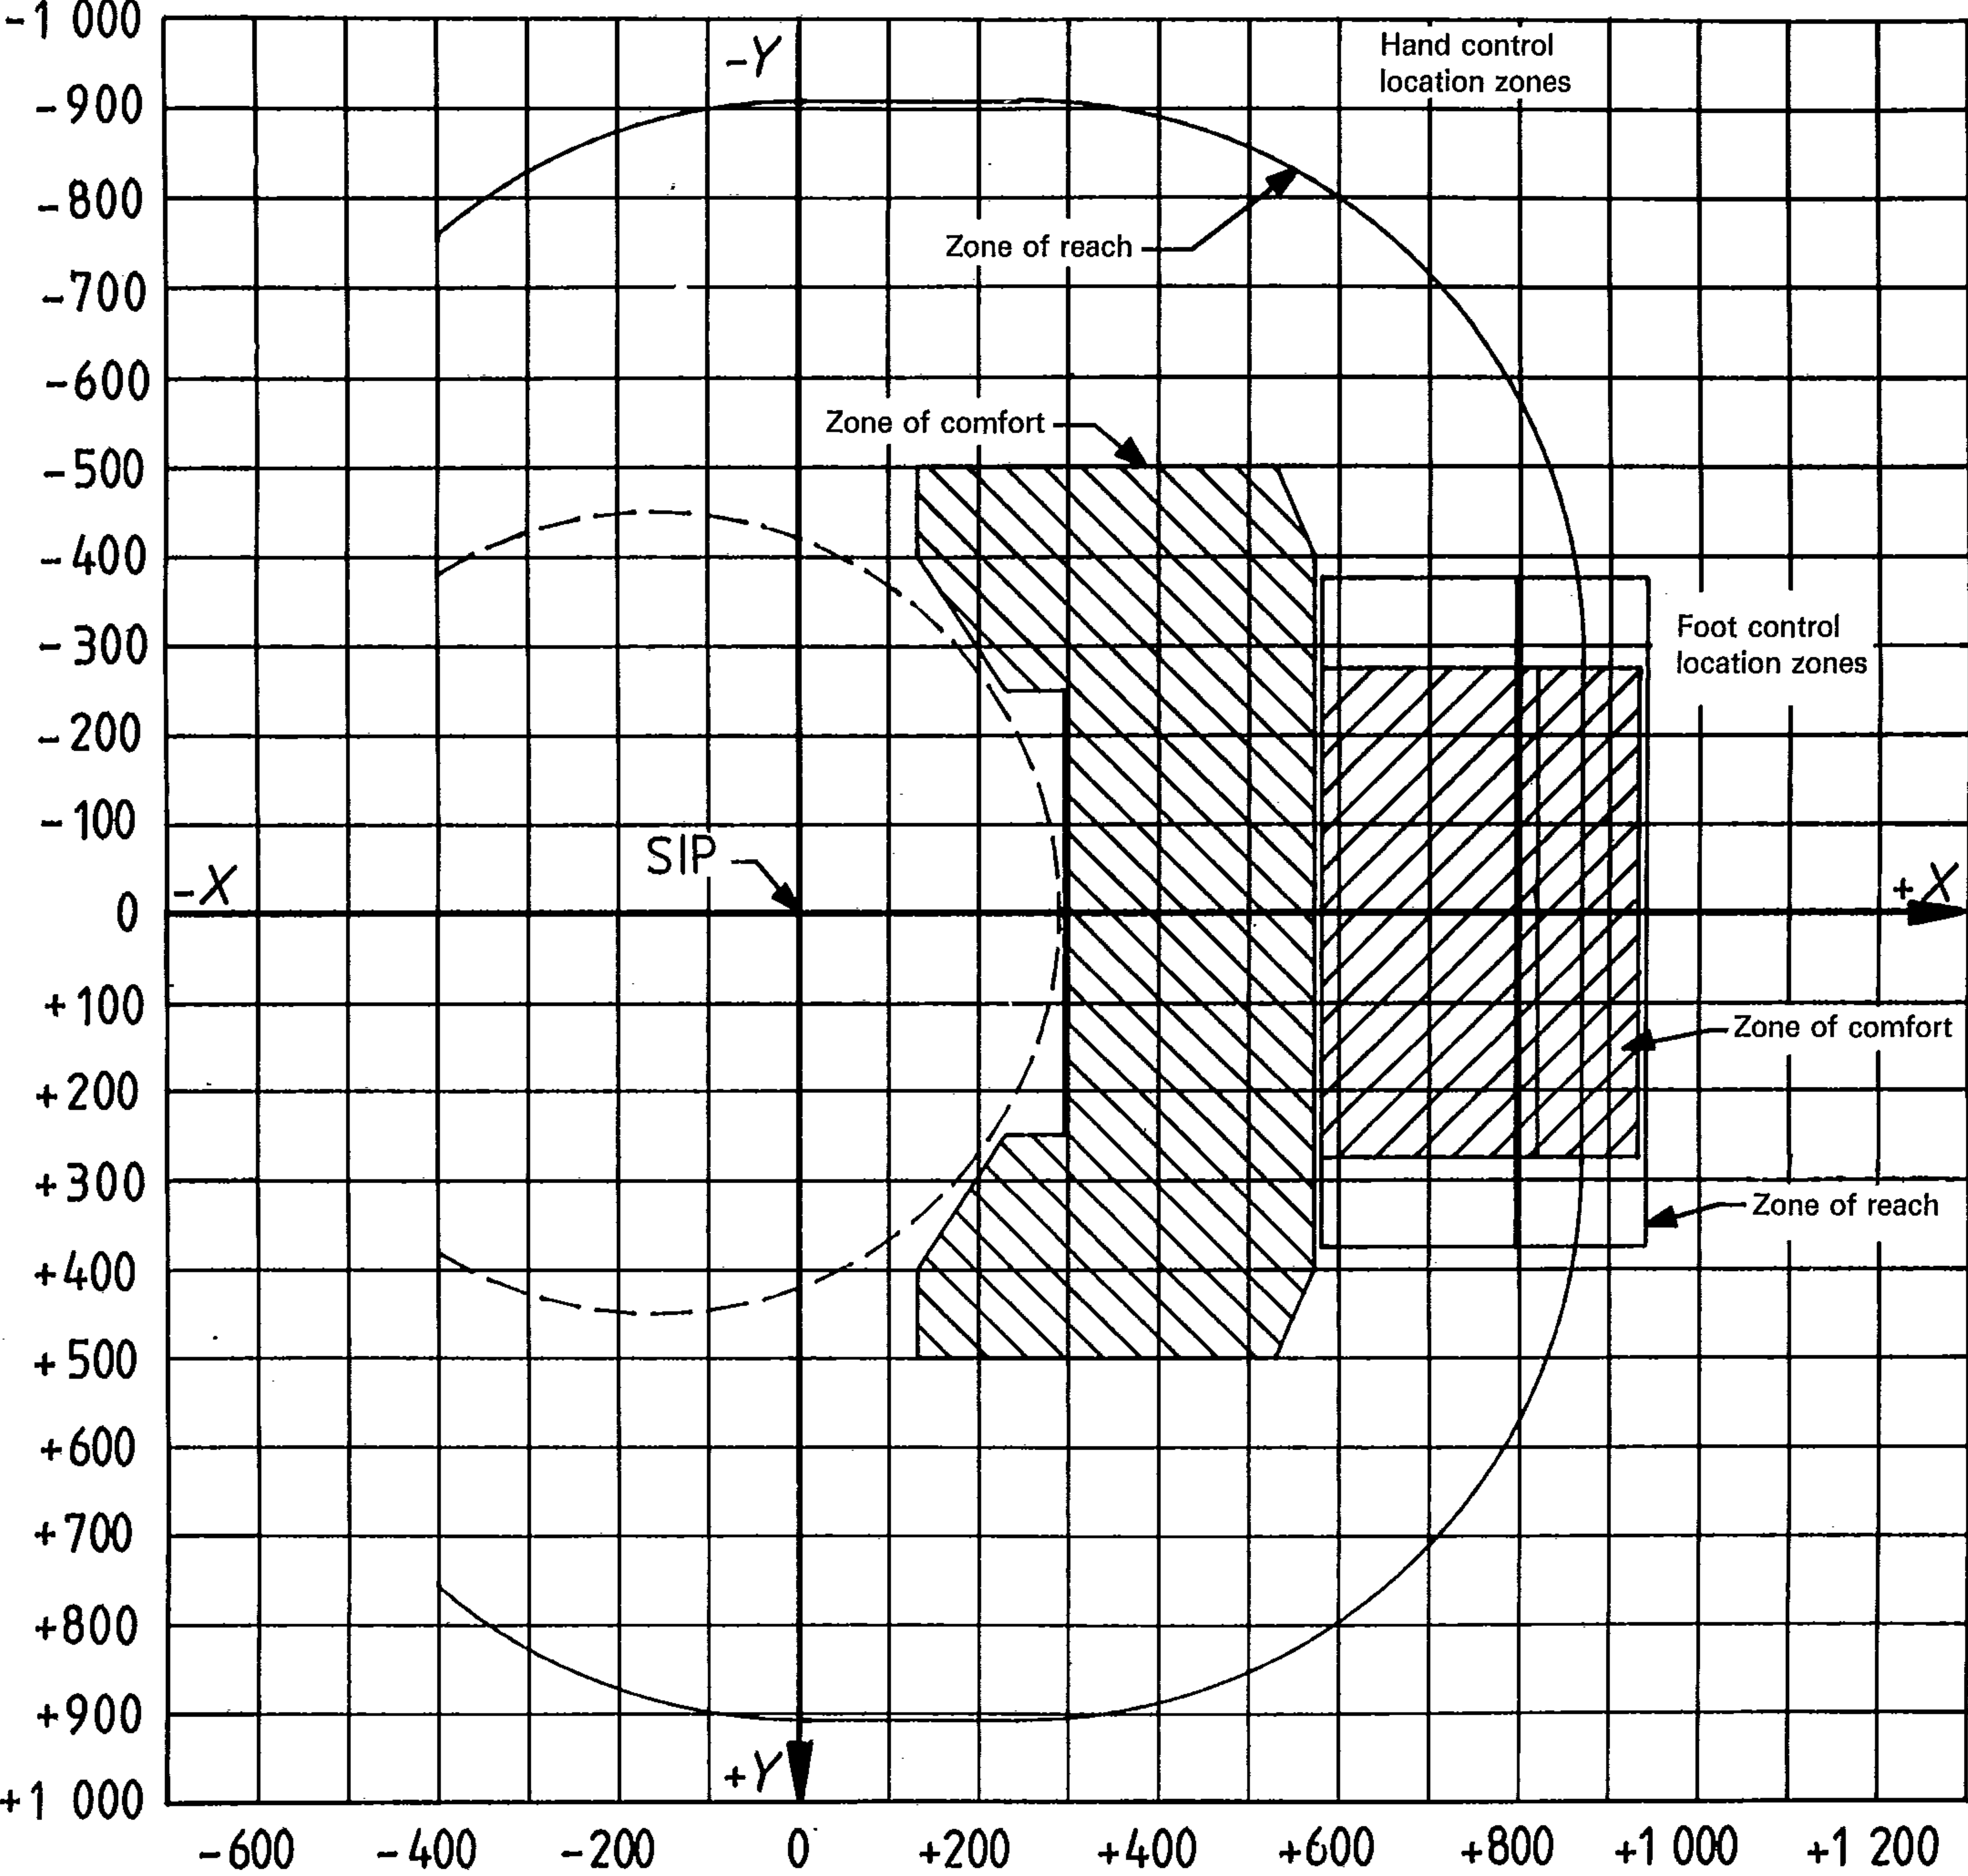 -1 000
-Y
Hand control
location zones
-900
-800
Zone of reach
-700
-600
Zone of comfort
-500
-400
Foot control
location zones
-300
-200
-100
SIP
-X
+X
0
+100
Zone of comfort
+200
Zone of reach
+300
+400
+500
+600
+700
+800
+900
+Y
+1 000
-600
-400
-200
0
+200
+400
+600
+800
+1 000
+1 200